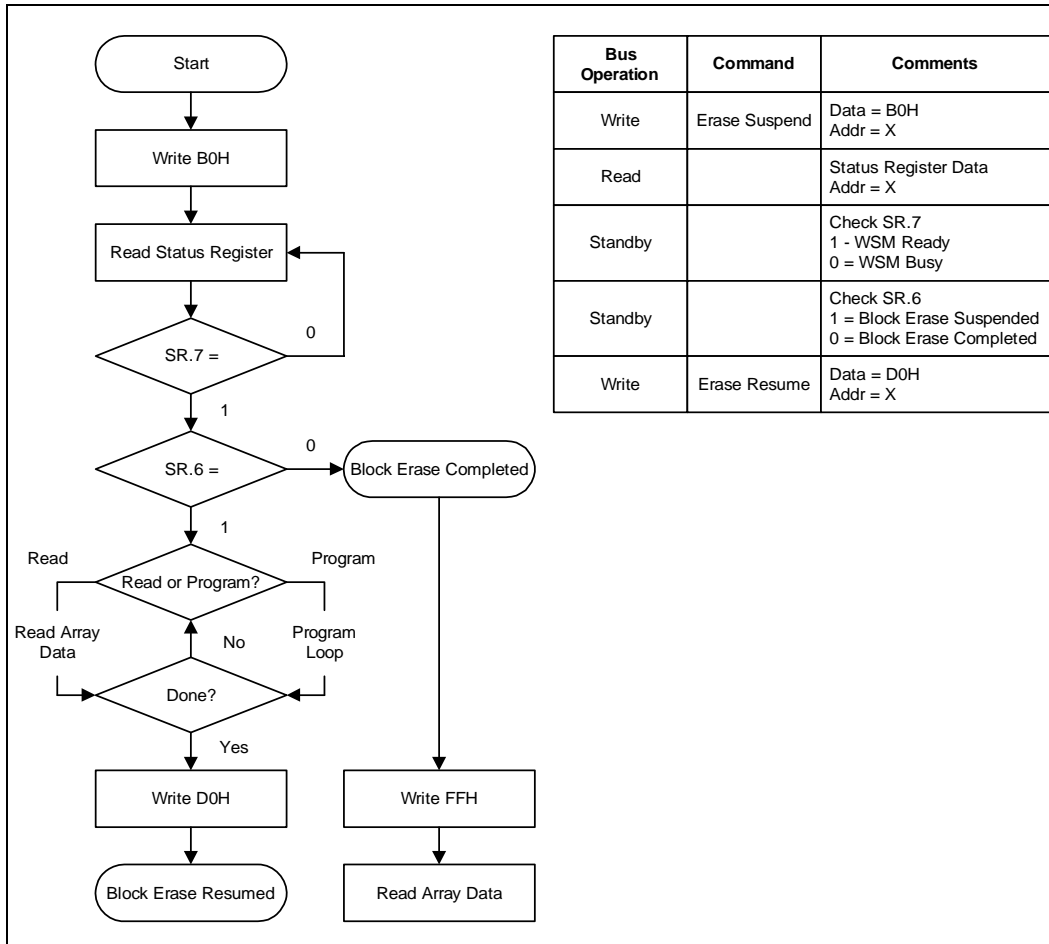 Start
Write B0H
Read Status Register
0
SR.7 =
1
0
SR.6 =
Block Erase Completed
1
Read
Program
Read or Program?
Read Array
Data
No
Program
Loop
Done?
Yes
Write D0H
Write FFH
Block Erase Resumed
Read Array Data
Bus
Operation
Command
Comments
Write
Erase Suspend
Data = B0H
Addr = X
Read
Status Register Data
Addr = X
Standby
Check SR.7
1 - WSM Ready
0 = WSM Busy
Standby
Check SR.6
1 = Block Erase Suspended
0 = Block Erase Completed
Write
Erase Resume
Data = D0H
Addr = X